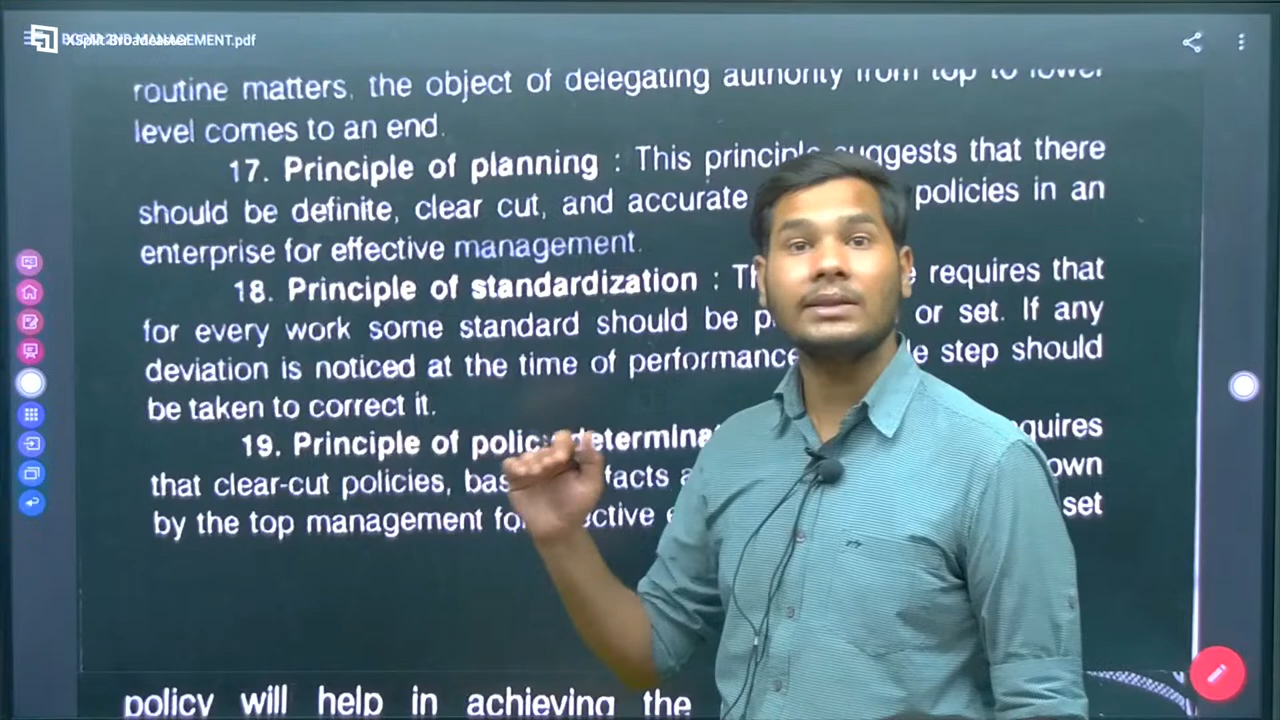 XSplit Broadcaster
MANAGEMENT.pdf
routine matters, the object of delegating authority from top to lower
level comes to an end.
17. Principle of planning : This principle suggests that there
should be definite, clear cut, and accurate policies in an
enterprise for effective management.
18. Principle of standardization : requires that
for every work some standard should be or set. If any
deviation is noticed at the time of performance step should
be taken to correct it.
19. Principle of policy
that clear-cut policies, facts
by the top management set
policy will help in achieving the